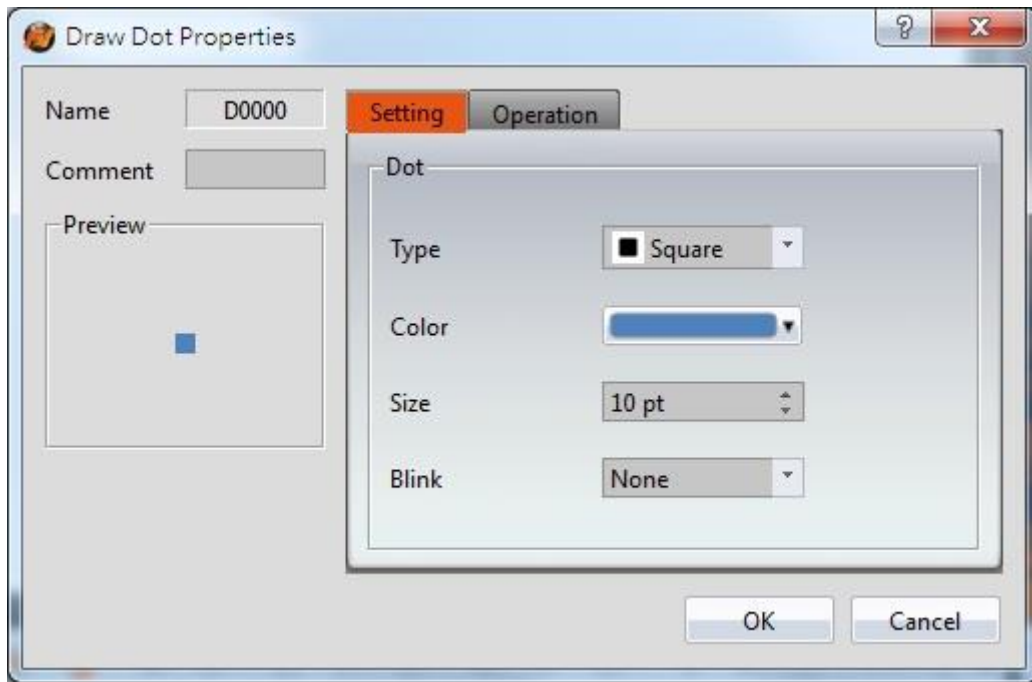 Draw Dot Properties
?
Name D0000
Comment
Preview
Setting Operation
Dot
Type Square
Color
Size 10 pt
Blink None
OK Cancel